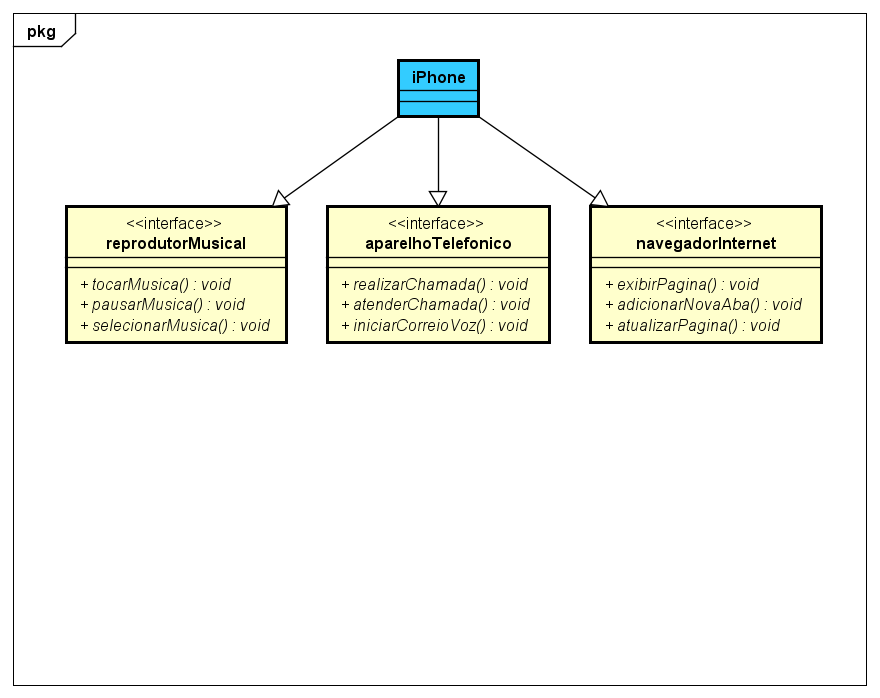 pkg
iPhone
<<interface>>
reprodutorMusical
+ tocarMusica() : void
+ pausarMusica() : void
+ selecionarMusica() : void
<<interface>>
aparelhoTelefonico
+ realizarChamada() : void
+ atenderChamada() : void
+ iniciarCorreioVoz() : void
<<interface>>
navegadorInternet
+ exibirPagina() : void
+ adicionarNovaAba() : void
+ atualizarPagina() : void